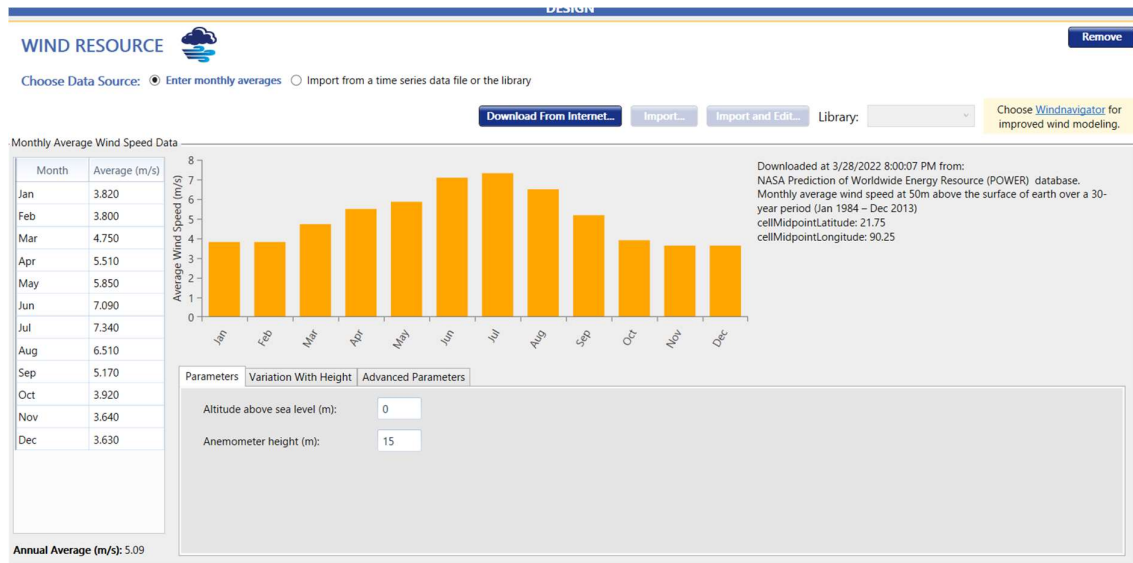 DESIGN
WIND RESOURCE
Remove
Choose Data Source: Enter monthly averages Import from a time series data file or the library
Download From Internet... Import... Import and Edit... Library:
Choose Windnavigator for
improved wind modeling.
Monthly Average Wind Speed Data
Month Average (m/s)
Jan 3.820
Feb 3.800
Mar 4.750
Apr 5.510
May 5.850
Jun 7.090
Jul 7.340
Aug 6.510
Sep 5.170
Oct 3.920
Nov 3.640
Dec 3.630
Annual Average (m/s): 5.09
Average Wind Speed (m/s)
8
7
6
5
4
3
2
1
0
Jan Feb Mar Apr May Jun Jul Aug Sep Oct Nov Dec
Downloaded at 3/28/2022 8:00:07 PM from:
NASA Prediction of Worldwide Energy Resource (POWER) database.
Monthly average wind speed at 50m above the surface of earth over a 30-
year period (Jan 1984 – Dec 2013)
cellMidpointLatitude: 21.75
cellMidpointLongitude: 90.25
Parameters Variation With Height Advanced Parameters
Altitude above sea level (m): 0
Anemometer height (m): 15